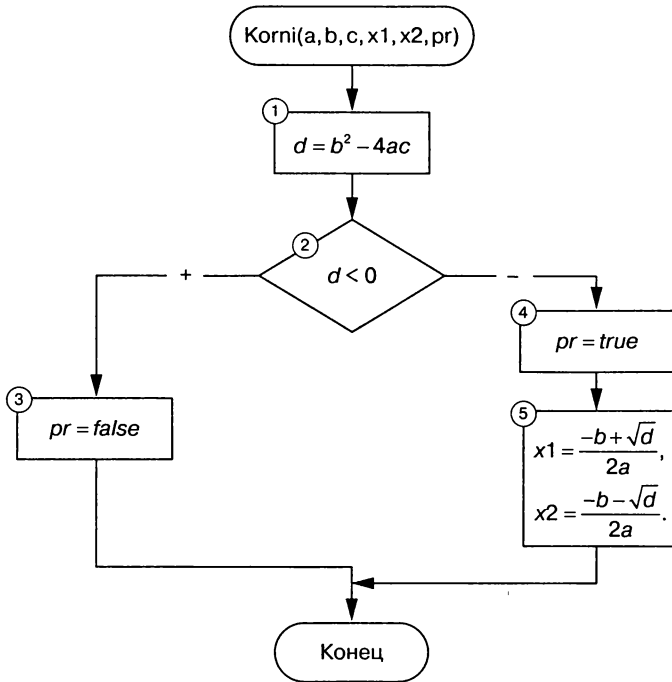 Korni(a,b,c,x1,x2,pr)
1
d = b² – 4ac
2
d < 0
+
–
4
pr = true
3
pr = false
5
x1 = (-b + √d) / 2a,
x2 = (-b – √d) / 2a.
Конец